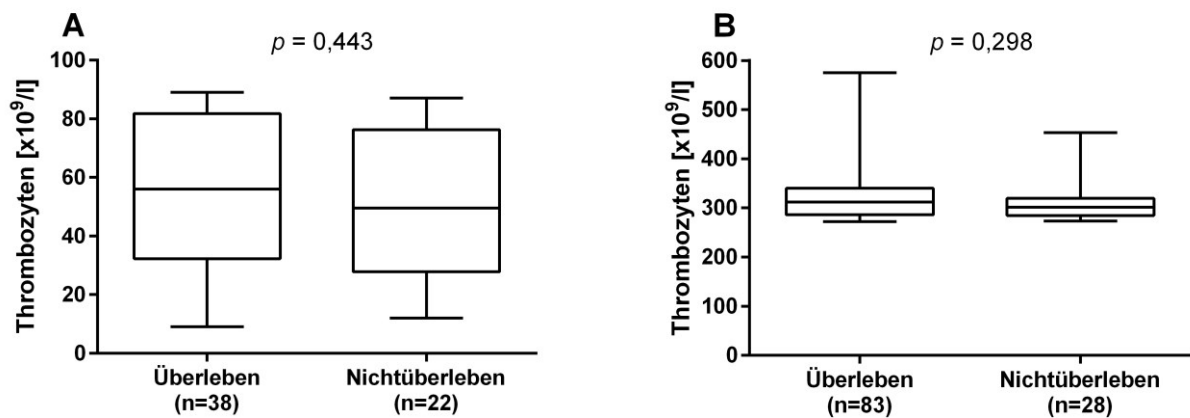 A
p = 0,443
Thrombozyten [x10⁹/l]
100
80
60
40
20
0
Überleben
(n=38)
Nichtüberleben
(n=22)
B
p = 0,298
Thrombozyten [x10⁹/l]
600
500
400
300
200
100
0
Überleben
(n=83)
Nichtüberleben
(n=28)